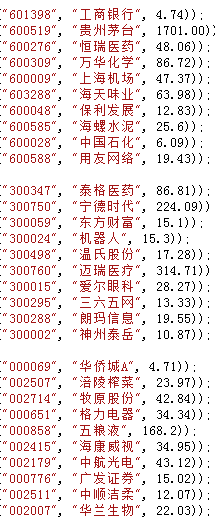 ("601398", "工商银行", 4.74));
("600519", "贵州茅台", 1701.00))
("600276", "恒瑞医药", 48.06));
("600309", "万华化学", 86.72));
("600009", "上海机场", 47.37));
("603288", "海天味业", 63.98));
("600048", "保利发展", 12.83));
("600585", "海螺水泥", 25.6));
("600028", "中国石化", 6.09));
("600588", "用友网络", 19.43));
("300347", "泰格医药", 86.81));
("300750", "宁德时代", 224.09))
("300059", "东方财富", 15.1));
("300024", "机器人", 15.3));
("300498", "温氏股份", 17.28));
("300760", "迈瑞医疗", 314.71))
("300015", "爱尔眼科", 28.27));
("300295", "三六五网", 13.33));
("300288", "朗玛信息", 19.55));
("300002", "神州泰岳", 10.87));
("000069", "华侨城A", 4.71));
("002507", "涪陵榨菜", 23.97));
("002714", "牧原股份", 42.84));
("000651", "格力电器", 34.34));
("000858", "五粮液", 168.2));
("002415", "海康威视", 34.95));
("002179", "中航光电", 43.12));
("000776", "广发证券", 15.02));
("002511", "中顺洁柔", 12.07));
("002007", "华兰生物", 22.03));